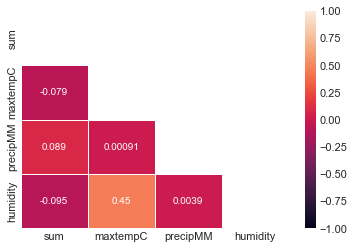 sum
maxtempC
precipMM
humidity
-0.079
0.089
0.00091
-0.095
0.45
0.0039
sum
maxtempC
precipMM
humidity
1.00
0.75
0.50
0.25
0.00
−0.25
−0.50
−0.75
−1.00